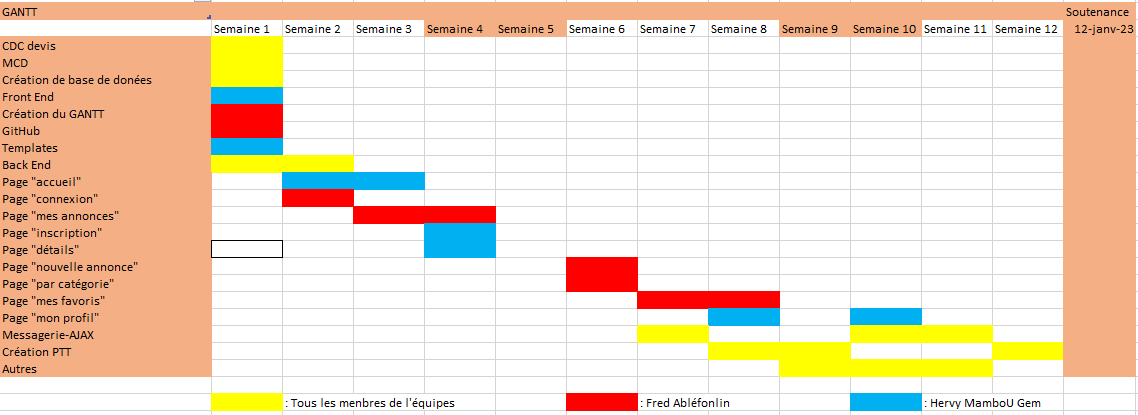 GANTT Soutenance
Semaine 1 Semaine 2 Semaine 3 Semaine 4 Semaine 5 Semaine 6 Semaine 7 Semaine 8 Semaine 9 Semaine 10 Semaine 11 Semaine 12 12-janv-23
CDC devis
MCD
Création de base de donées
Front End
Création du GANTT
GitHub
Templates
Back End
Page "accueil"
Page "connexion"
Page "mes annonces"
Page "inscription"
Page "détails"
Page "nouvelle annonce"
Page "par catégorie"
Page "mes favoris"
Page "mon profil"
Messagerie-AJAX
Création PTT
Autres
: Tous les menbres de l'équipes : Fred Abléfonlin : Hervy MamboU Gem